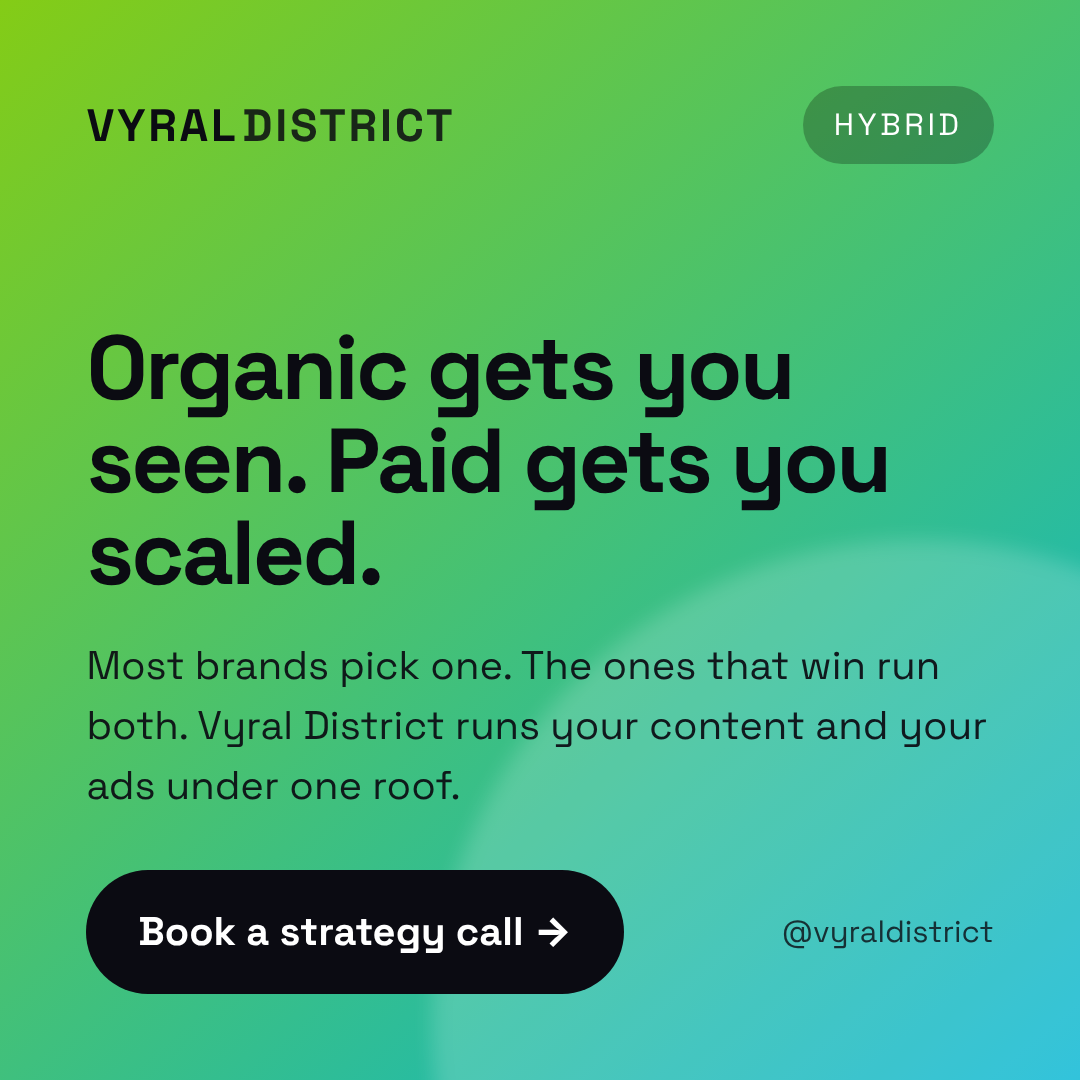 VYRAL DISTRICT
HYBRID
Organic gets you
seen. Paid gets you
scaled.
Most brands pick one. The ones that win run
both. Vyral District runs your content and your
ads under one roof.
Book a strategy call →
@vyraldistrict